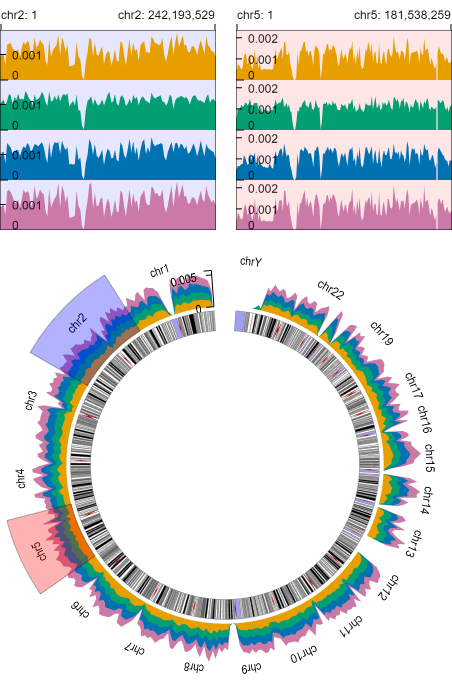 chr2: 1 chr2: 242,193,529
chr5: 1 chr5: 181,538,259
0.001
0
0.001
0
0.001
0
0.001
0
0.002
0.001
0
0.002
0.001
0
0.002
0.001
0
0.002
0.001
0
chr1
0.005
0
chrY
chr22
chr19
chr17
chr16
chr15
chr14
chr13
chr12
chr11
chr10
chr9
chr8
chr7
chr6
chr5
chr4
chr3
chr2